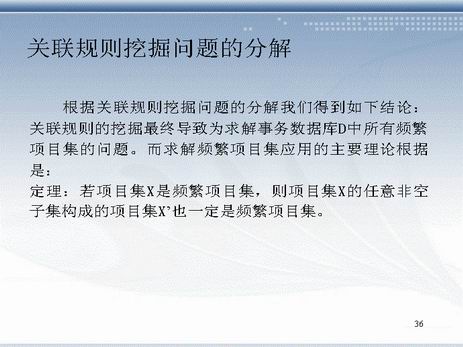 关联规则挖掘问题的分解
根据关联规则挖掘问题的分解我们得到如下结论：
关联规则的挖掘最终导致为求解事务数据库D中所有频繁
项目集的问题。而求解频繁项目集应用的主要理论根据
是：
定理：若项目集X是频繁项目集，则项目集X的任意非空
子集构成的项目集X’也一定是频繁项目集。
36